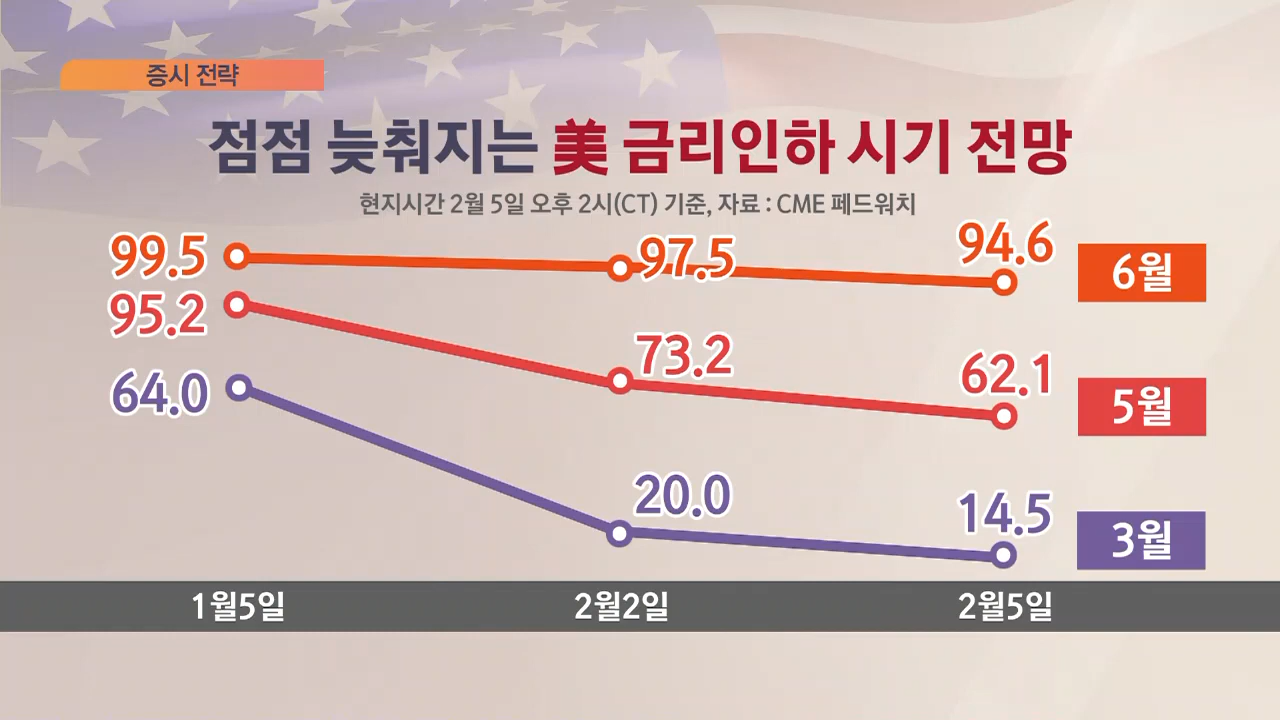 증시 전략
점점 늦춰지는 美 금리인하 시기 전망
현지시간 2월 5일 오후 2시(CT) 기준, 자료 : CME 페드워치
99.5 97.5 94.6 6월
95.2 73.2 62.1 5월
64.0 20.0 14.5 3월
1월5일 2월2일 2월5일